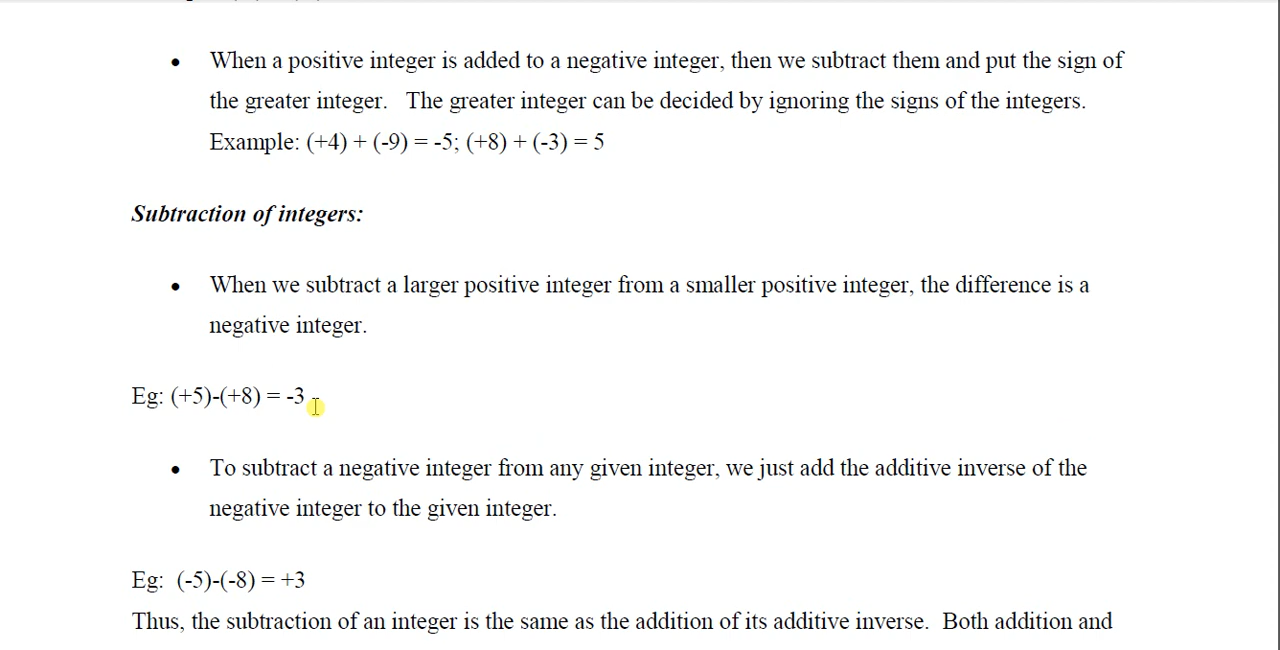 • When a positive integer is added to a negative integer, then we subtract them and put the sign of
the greater integer. The greater integer can be decided by ignoring the signs of the integers.
Example: (+4) + (-9) = -5; (+8) + (-3) = 5
Subtraction of integers:
• When we subtract a larger positive integer from a smaller positive integer, the difference is a
negative integer.
Eg: (+5)-(+8) = -3
• To subtract a negative integer from any given integer, we just add the additive inverse of the
negative integer to the given integer.
Eg: (-5)-(-8) = +3
Thus, the subtraction of an integer is the same as the addition of its additive inverse. Both addition and